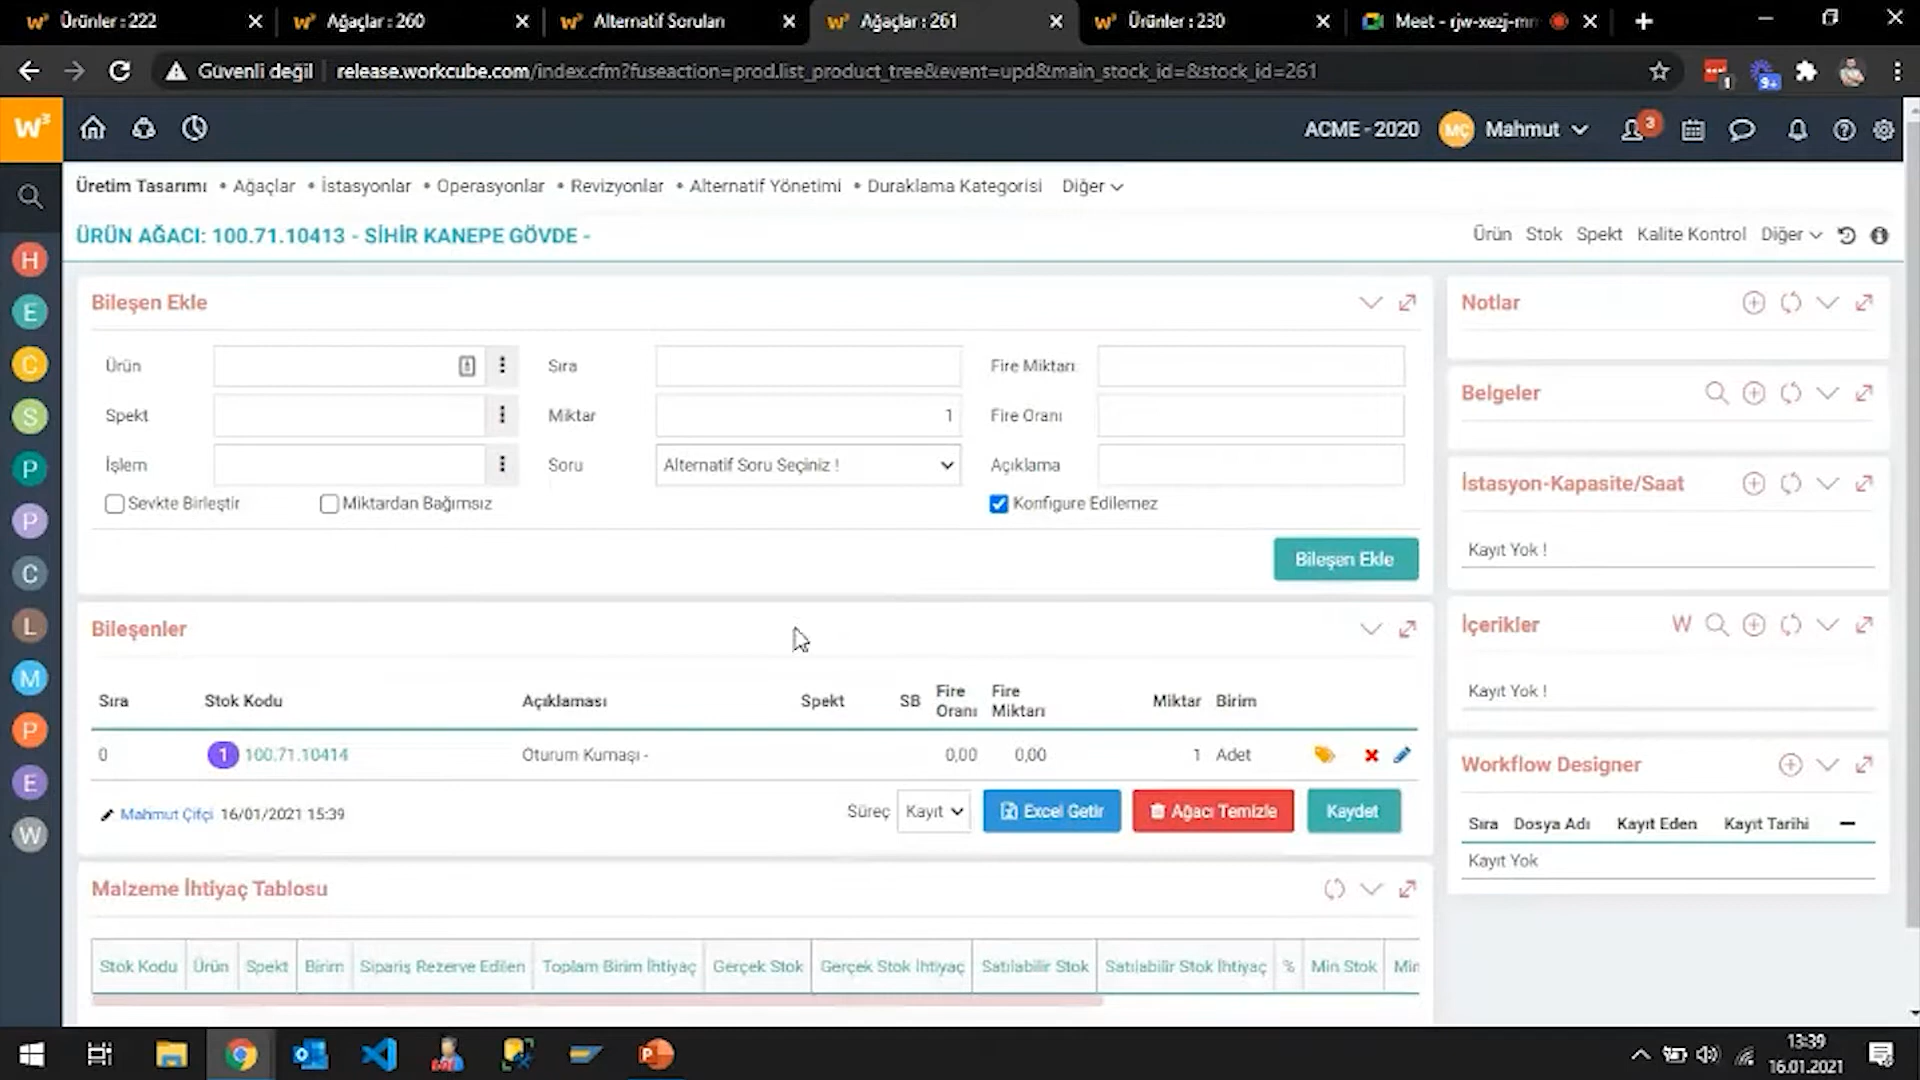 Ürünler : 222
Ağaçlar : 260
Alternatif Soruları
Ağaçlar : 261
Ürünler : 230
Meet - rjw-xezj-mr
Güvenli değil
release.workcube.com/index.cfm?fuseaction=prod.list_product_tree&event=upd&main_stock_id=&stock_id=261
1
9+
W³
ACME - 2020
MC
Mahmut
3
Üretim Tasarımı • Ağaçlar • İstasyonlar • Operasyonlar • Revizyonlar • Alternatif Yönetimi • Duraklama Kategorisi Diğer
ÜRÜN AĞACI: 100.71.10413 - SİHİR KANEPE GÖVDE -
Ürün Stok Spekt Kalite Kontrol Diğer
H
E
C
S
P
P
C
L
M
P
E
W
Bileşen Ekle
Ürün
Sıra
Fire Miktarı
Spekt
Miktar
1
Fire Oranı
İşlem
Soru
Alternatif Soru Seçiniz !
Açıklama
Sevkte Birleştir
Miktardan Bağımsız
Konfigure Edilemez
Bileşen Ekle
Bileşenler
Sıra Stok Kodu Açıklaması Spekt SB Fire Oranı Fire Miktarı Miktar Birim
0 1 100.71.10414 Oturum Kumaşı - 0,00 0,00 1 Adet
Mahmut Çifçi 16/01/2021 15:39
Süreç Kayıt Excel Getir Ağacı Temizle Kaydet
Malzeme İhtiyaç Tablosu
Stok Kodu Ürün Spekt Birim Sipariş Rezerve Edilen Toplam Birim İhtiyaç Gerçek Stok Gerçek Stok İhtiyaç Satılabilir Stok Satılabilir Stok İhtiyaç % Min Stok Min
Notlar
Belgeler
İstasyon-Kapasite/Saat
Kayıt Yok !
İçerikler
W
Kayıt Yok !
Workflow Designer
Sıra Dosya Adı Kayıt Eden Kayıt Tarihi
Kayıt Yok
13:39
16.01.2021